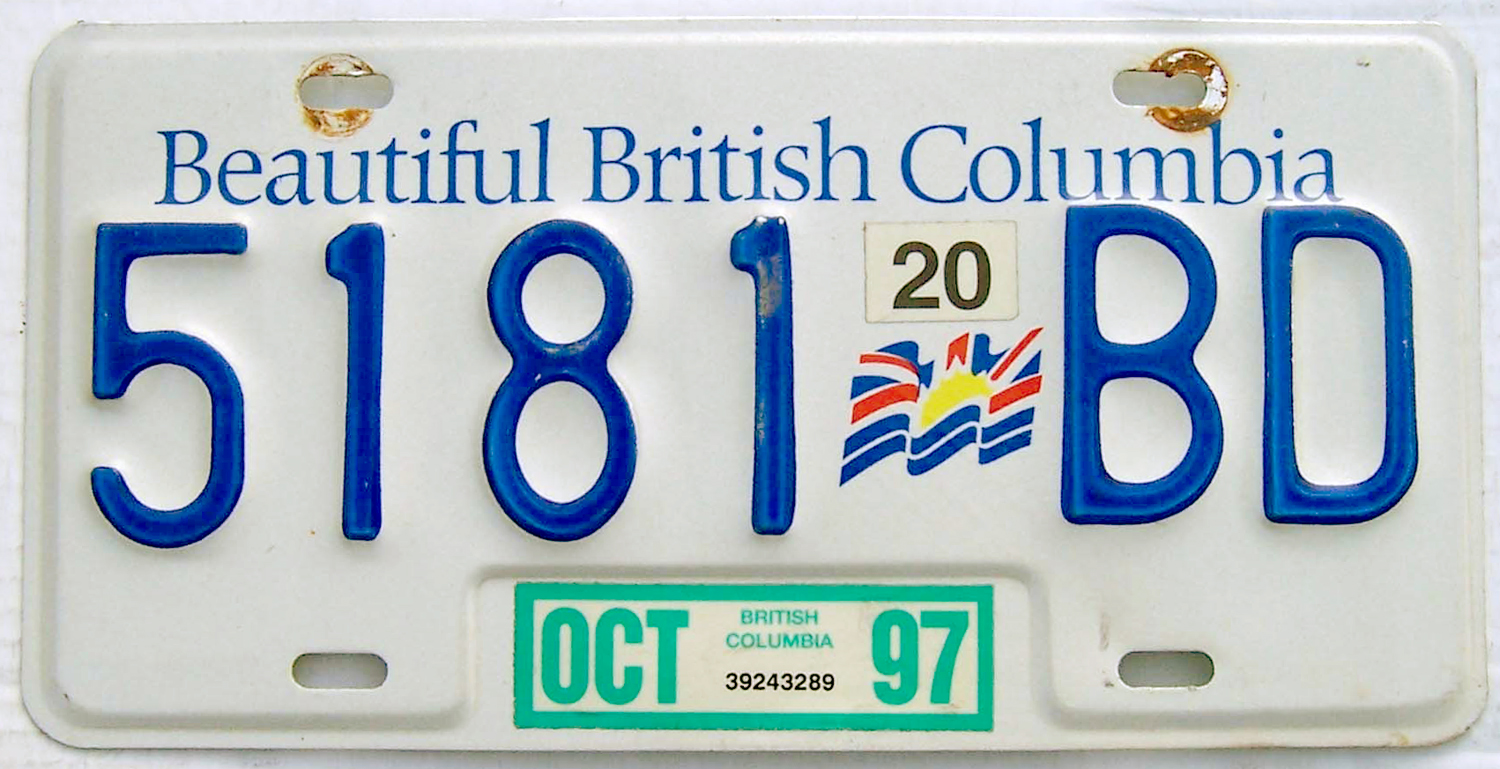 Beautiful British Columbia
5181 BD
20
OCT BRITISH COLUMBIA 97
39243289